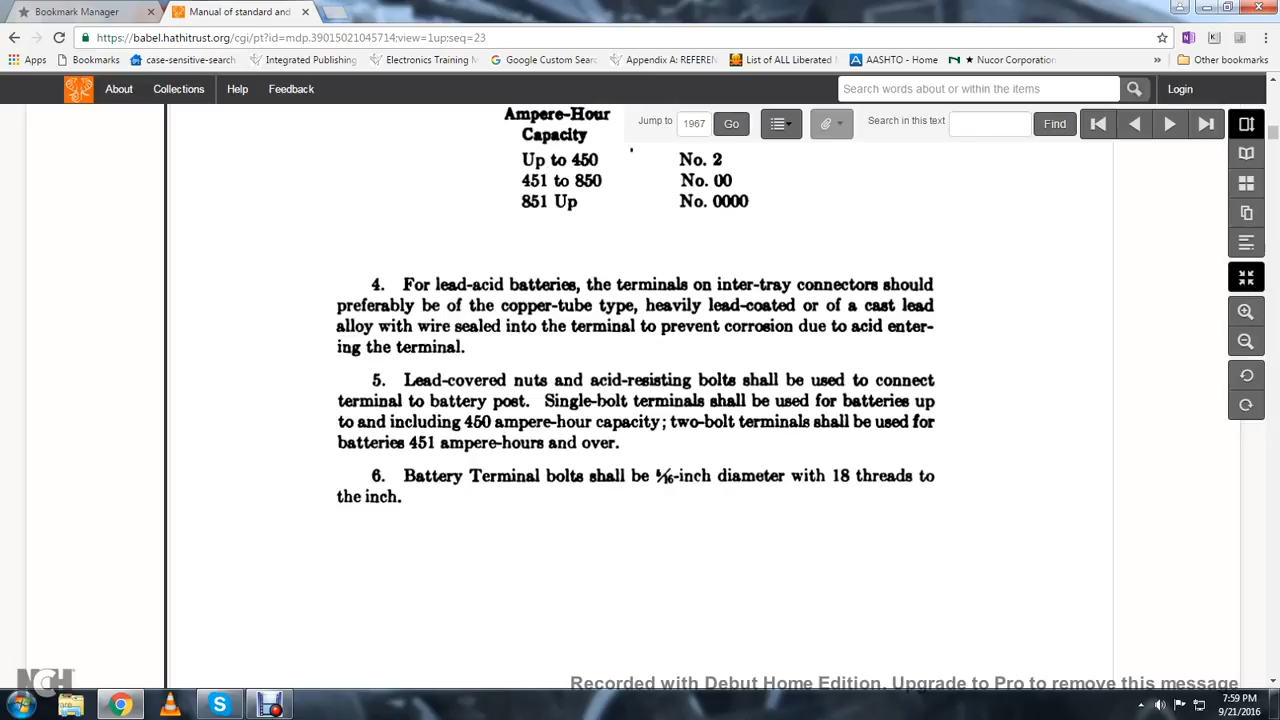 Bookmark Manager
Manual of standard and
https://babel.hathitrust.org/cgi/pt?id=mdp.39015021045714;view=1up;seq=23
Apps Bookmarks case-sensitive-search Integrated Publishing Electronics Training Google Custom Sea Appendix A: REFEREN List of ALL Liberated AASHTO - Home ★ Nucor Corporation Other bookmarks
About Collections Help Feedback Search words about or within the items Login
Jump to 1967 Go Search in this text Find
Ampere-Hour
Capacity
Up to 450 No. 2
451 to 850 No. 00
851 Up No. 0000
4. For lead-acid batteries, the terminals on inter-tray connectors should
preferably be of the copper-tube type, heavily lead-coated or of a cast lead
alloy with wire sealed into the terminal to prevent corrosion due to acid enter-
ing the terminal.
5. Lead-covered nuts and acid-resisting bolts shall be used to connect
terminal to battery post. Single-bolt terminals shall be used for batteries up
to and including 450 ampere-hour capacity; two-bolt terminals shall be used for
batteries 451 ampere-hours and over.
6. Battery Terminal bolts shall be 5/16-inch diameter with 18 threads to
the inch.
NCH
Recorded with Debut Home Edition. Upgrade to Pro to remove this message
7:59 PM
9/21/2016